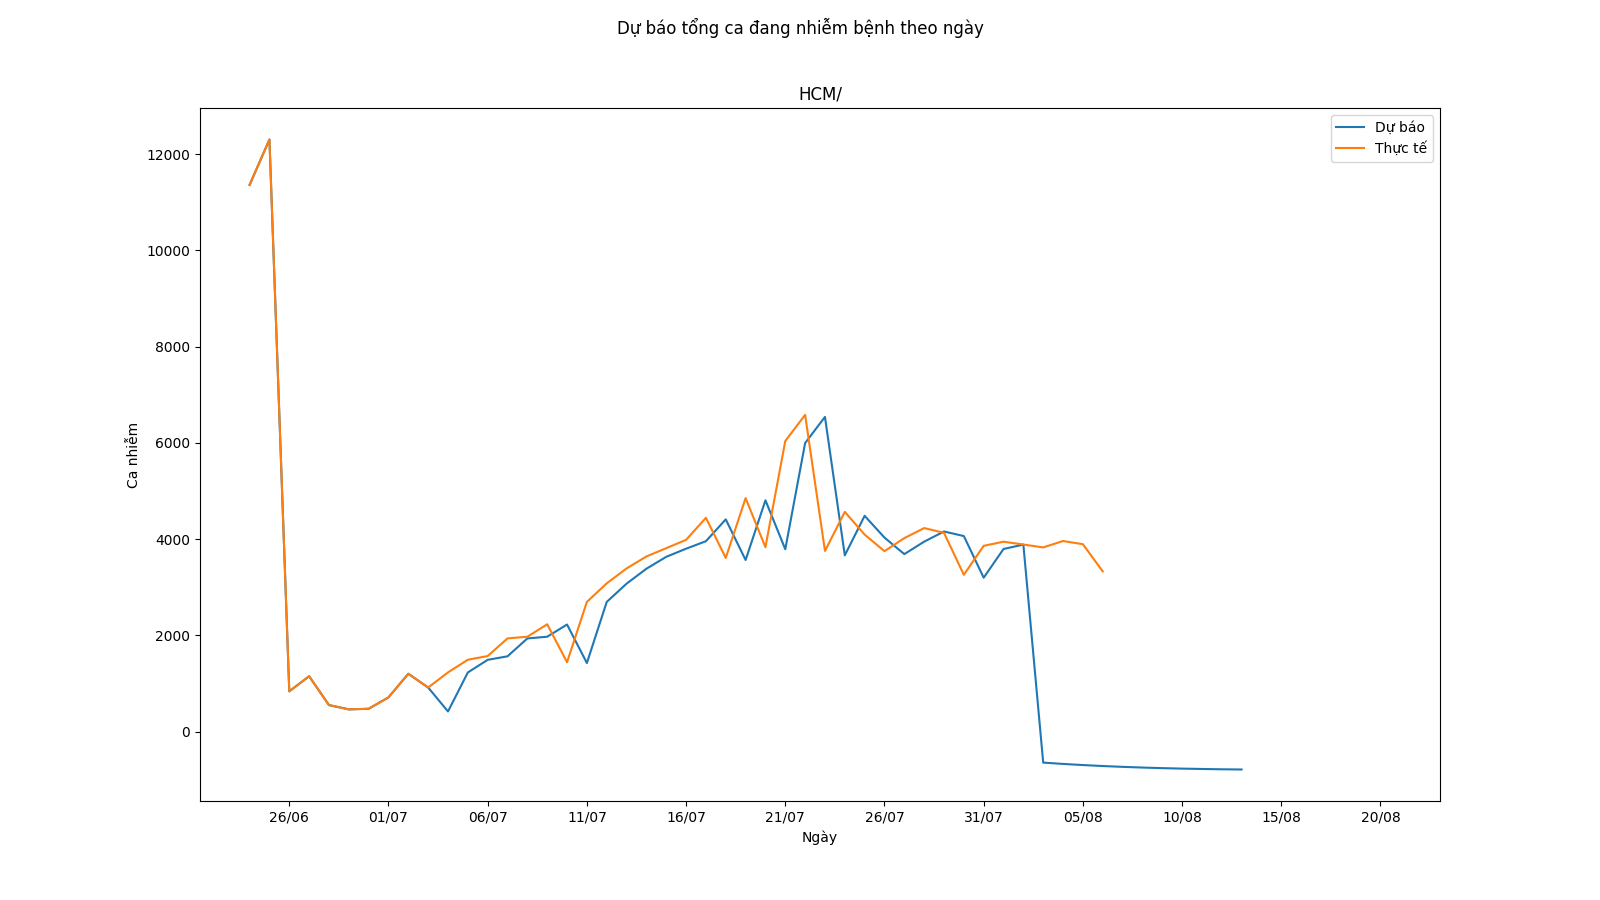 Dự báo tổng ca đang nhiễm bệnh theo ngày
HCM/
Dự báo
Thực tế
12000
10000
8000
6000
4000
2000
0
Ca nhiễm
26/06 01/07 06/07 11/07 16/07 21/07 26/07 31/07 05/08 10/08 15/08 20/08
Ngày